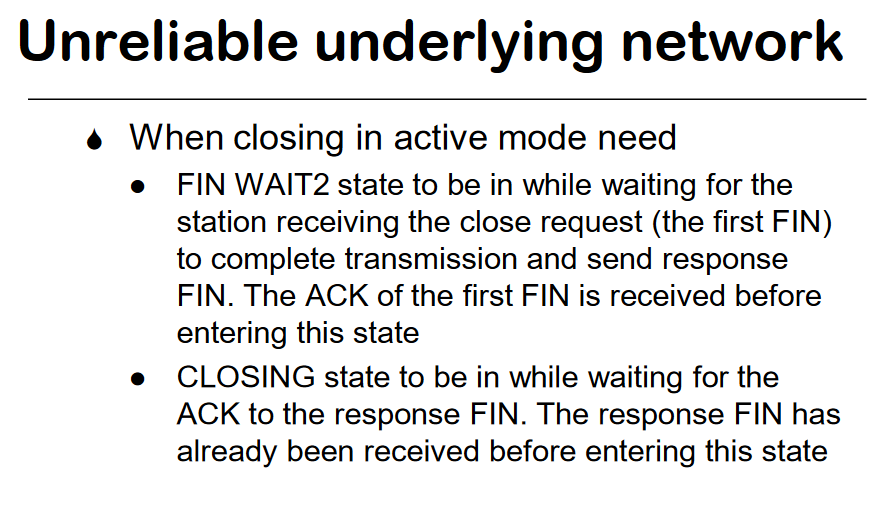 Unreliable underlying network
When closing in active mode need
● FIN WAIT2 state to be in while waiting for the
station receiving the close request (the first FIN)
to complete transmission and send response
FIN. The ACK of the first FIN is received before
entering this state
● CLOSING state to be in while waiting for the
ACK to the response FIN. The response FIN has
already been received before entering this state